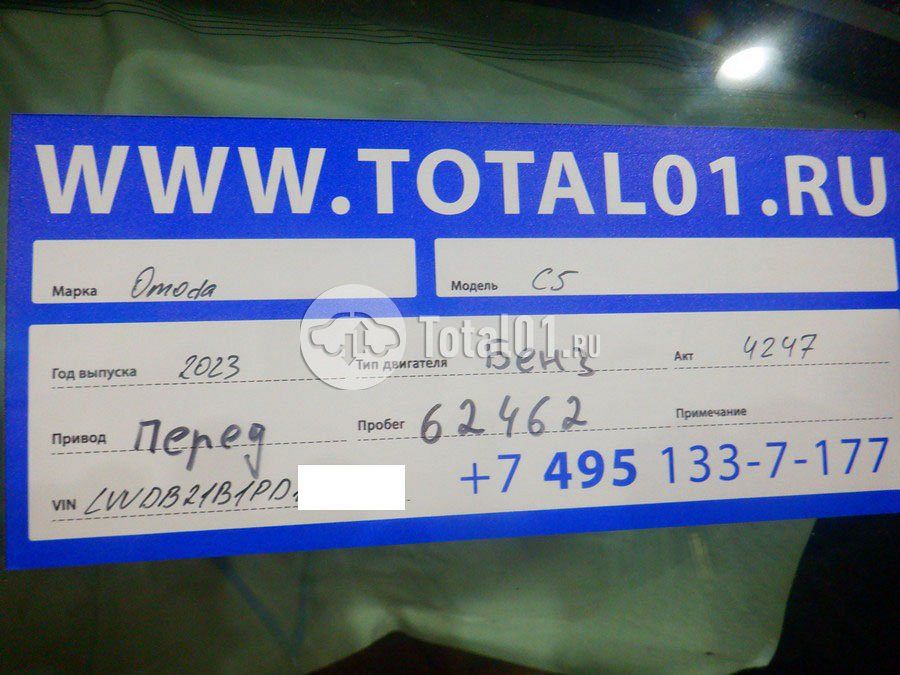 WWW.TOTAL01.RU
Марка Omoda Модель C5
Total01.RU
Год выпуска 2023 Тип двигателя Бенз Акт 4247
Привод Перед Пробег 62462 Примечание
VIN LVVDB21B1PD +7 495 133-7-177